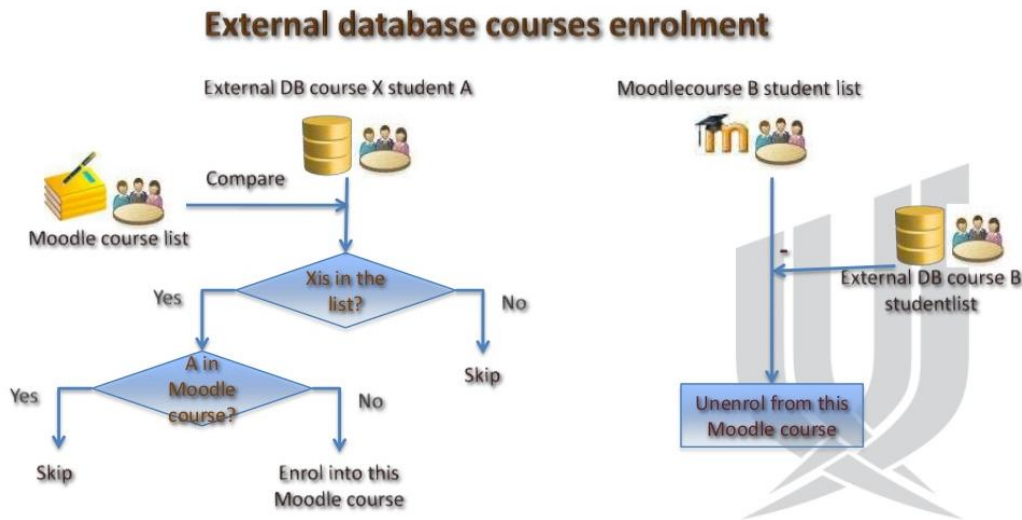 External database courses enrolment
External DB course X student A
Compare
Moodle course list
Xis in the
list?
Yes
No
Skip
A in
Moodle
course?
Yes
No
Skip
Enrol into this
Moodle course
Moodlecourse B student list
-
External DB course B
studentlist
Unenrol from this
Moodle course